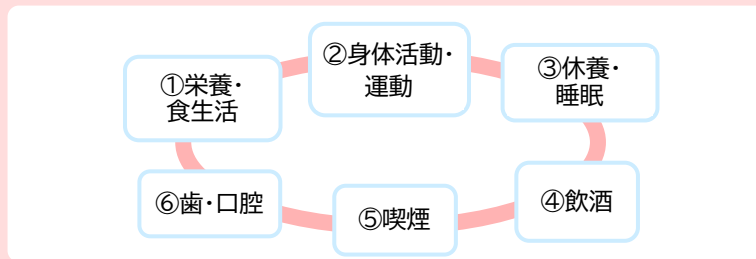 ①栄養・
食生活
②身体活動・
運動
③休養・
睡眠
④飲酒
⑤喫煙
⑥歯・口腔